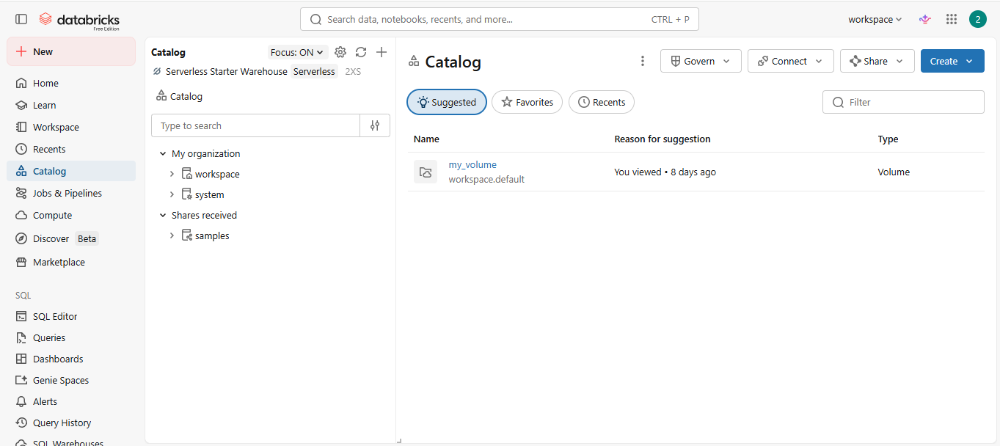 databricks
Free Edition
Search data, notebooks, recents, and more...
CTRL + P
workspace
2
New
Home
Learn
Workspace
Recents
Catalog
Jobs & Pipelines
Compute
Discover Beta
Marketplace
SQL
SQL Editor
Queries
Dashboards
Genie Spaces
Alerts
Query History
SQL Warehouses
Catalog
Focus: ON
Serverless Starter Warehouse Serverless 2XS
Catalog
Type to search
My organization
workspace
system
Shares received
samples
Catalog
Govern
Connect
Share
Create
Suggested
Favorites
Recents
Filter
Name Reason for suggestion Type
my_volume
workspace.default
You viewed • 8 days ago
Volume